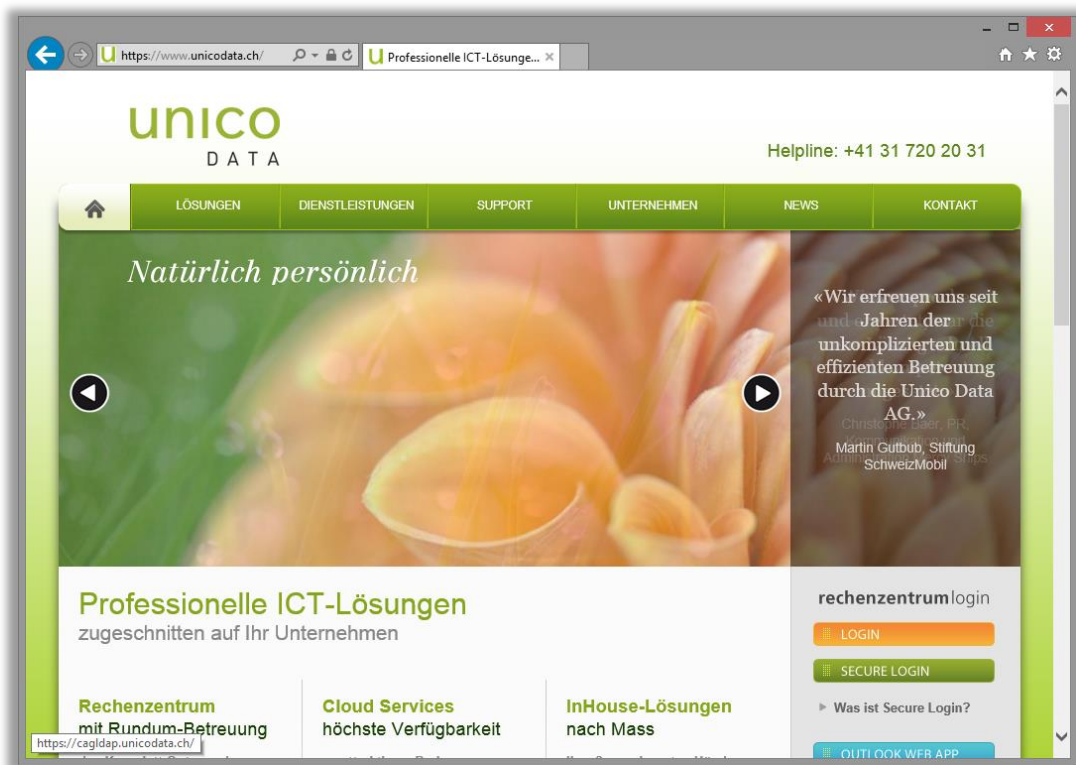 https://www.unicodata.ch/
Professionelle ICT-Lösunge...
unico
DATA
Helpline: +41 31 720 20 31
LÖSUNGEN
DIENSTLEISTUNGEN
SUPPORT
UNTERNEHMEN
NEWS
KONTAKT
Natürlich persönlich
«Wir erfreuen uns seit
Jahren der
unkomplizierten und
effizienten Betreuung
durch die Unico Data
AG.»
Christophe Baer, PR,
Martin Gutbub, Stiftung
SchweizMobil
Professionelle ICT-Lösungen
zugeschnitten auf Ihr Unternehmen
rechenzentrumlogin
LOGIN
SECURE LOGIN
Was ist Secure Login?
OUTLOOK WEB APP
Rechenzentrum
mit Rundum-Betreuung
Cloud Services
höchste Verfügbarkeit
InHouse-Lösungen
nach Mass
https://cagldap.unicodata.ch/